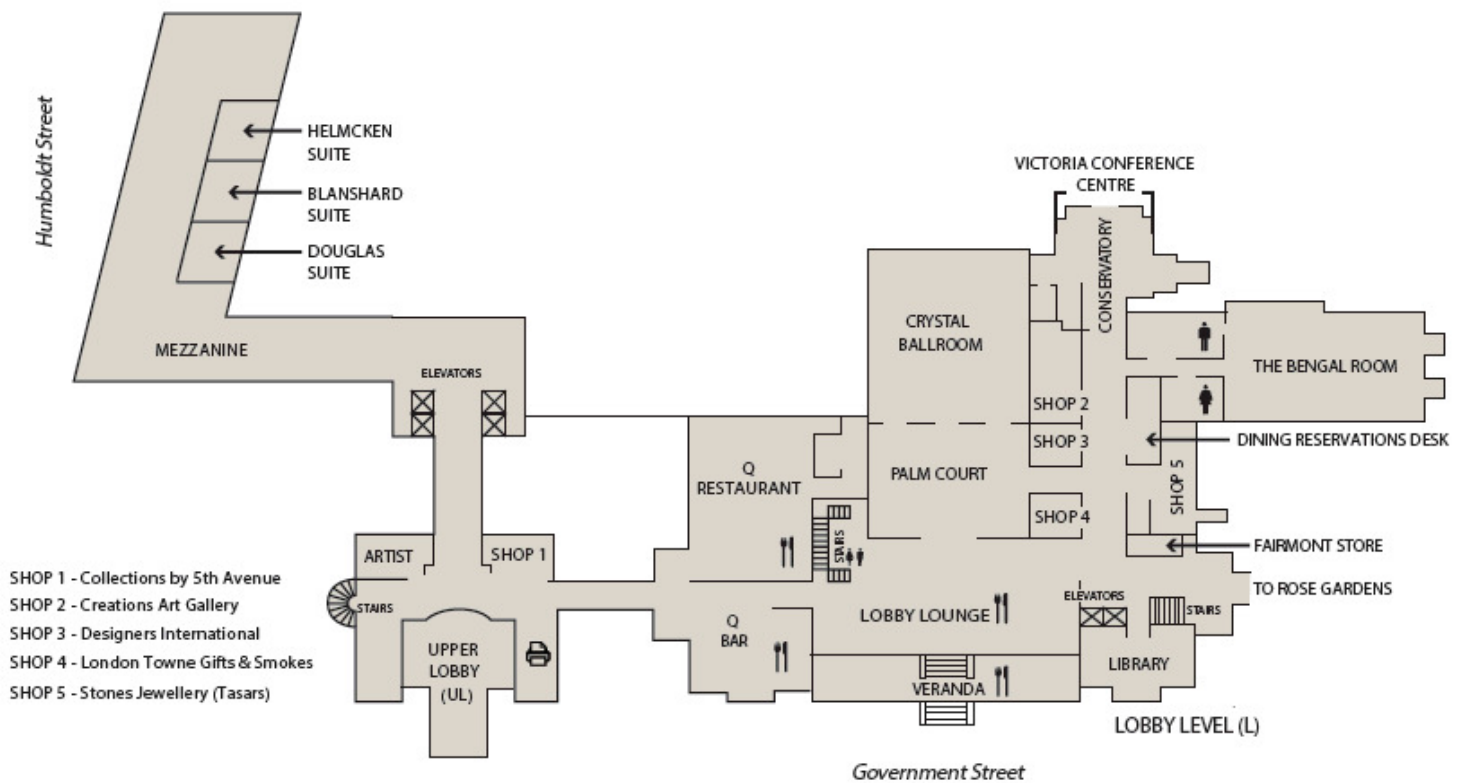 Humboldt Street
HELMCKEN
SUITE
BLANSHARD
SUITE
DOUGLAS
SUITE
MEZZANINE
ELEVATORS
VICTORIA CONFERENCE
CENTRE
CONSERVATORY
CRYSTAL
BALLROOM
THE BENGAL ROOM
SHOP 2
SHOP 3
DINING RESERVATIONS DESK
Q
RESTAURANT
PALM COURT
SHOP 5
SHOP 4
STAIRS
FAIRMONT STORE
ARTIST
SHOP 1
TO ROSE GARDENS
STAIRS
ELEVATORS
STAIRS
LOBBY LOUNGE
Q
BAR
UPPER
LOBBY
(UL)
LIBRARY
VERANDA
SHOP 1 - Collections by 5th Avenue
SHOP 2 - Creations Art Gallery
SHOP 3 - Designers International
SHOP 4 - London Towne Gifts & Smokes
SHOP 5 - Stones Jewellery (Tasars)
LOBBY LEVEL (L)
Government Street